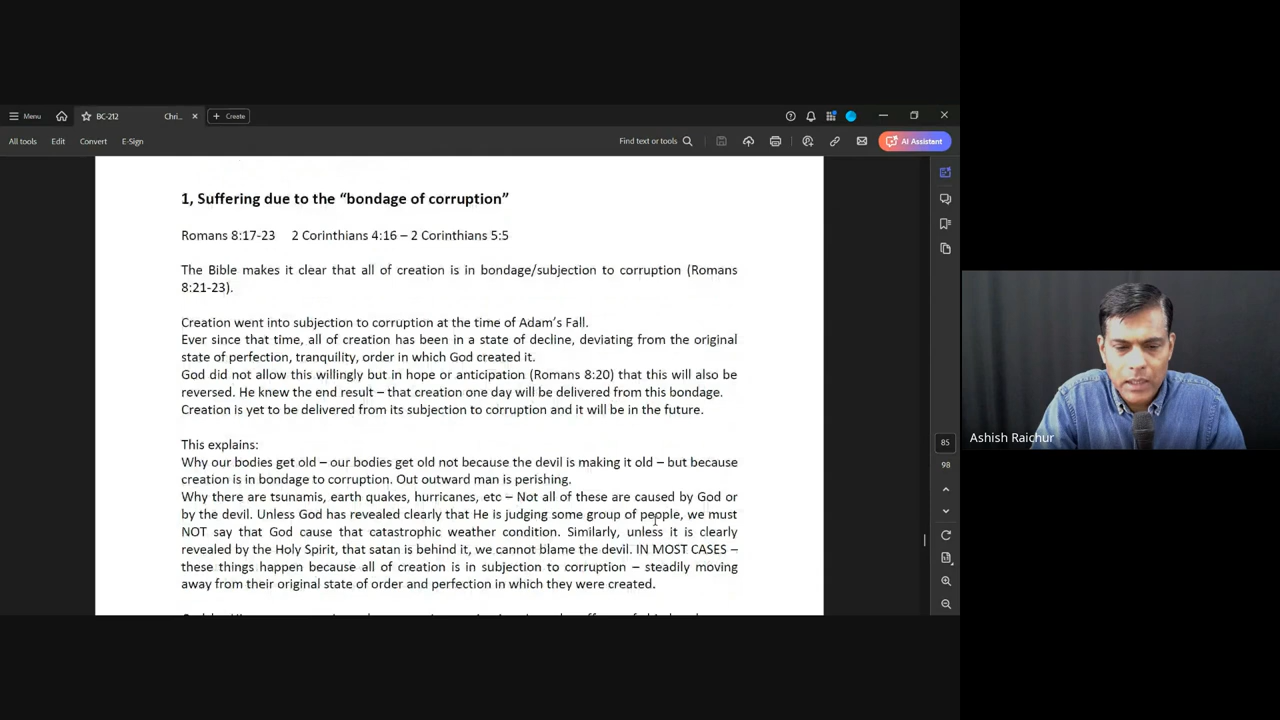 Menu
BC-212
Chri...
Create
All tools
Edit
Convert
E-Sign
Find text or tools
AI Assistant
1, Suffering due to the “bondage of corruption”
Romans 8:17-23 2 Corinthians 4:16 – 2 Corinthians 5:5
The Bible makes it clear that all of creation is in bondage/subjection to corruption (Romans
8:21-23).
Creation went into subjection to corruption at the time of Adam’s Fall.
Ever since that time, all of creation has been in a state of decline, deviating from the original
state of perfection, tranquility, order in which God created it.
God did not allow this willingly but in hope or anticipation (Romans 8:20) that this will also be
reversed. He knew the end result – that creation one day will be delivered from this bondage.
Creation is yet to be delivered from its subjection to corruption and it will be in the future.
This explains:
Why our bodies get old – our bodies get old not because the devil is making it old – but because
creation is in bondage to corruption. Out outward man is perishing.
Why there are tsunamis, earth quakes, hurricanes, etc – Not all of these are caused by God or
by the devil. Unless God has revealed clearly that He is judging some group of people, we must
NOT say that God cause that catastrophic weather condition. Similarly, unless it is clearly
revealed by the Holy Spirit, that satan is behind it, we cannot blame the devil. IN MOST CASES –
these things happen because all of creation is in subjection to corruption – steadily moving
away from their original state of order and perfection in which they were created.
85
98
Ashish Raichur